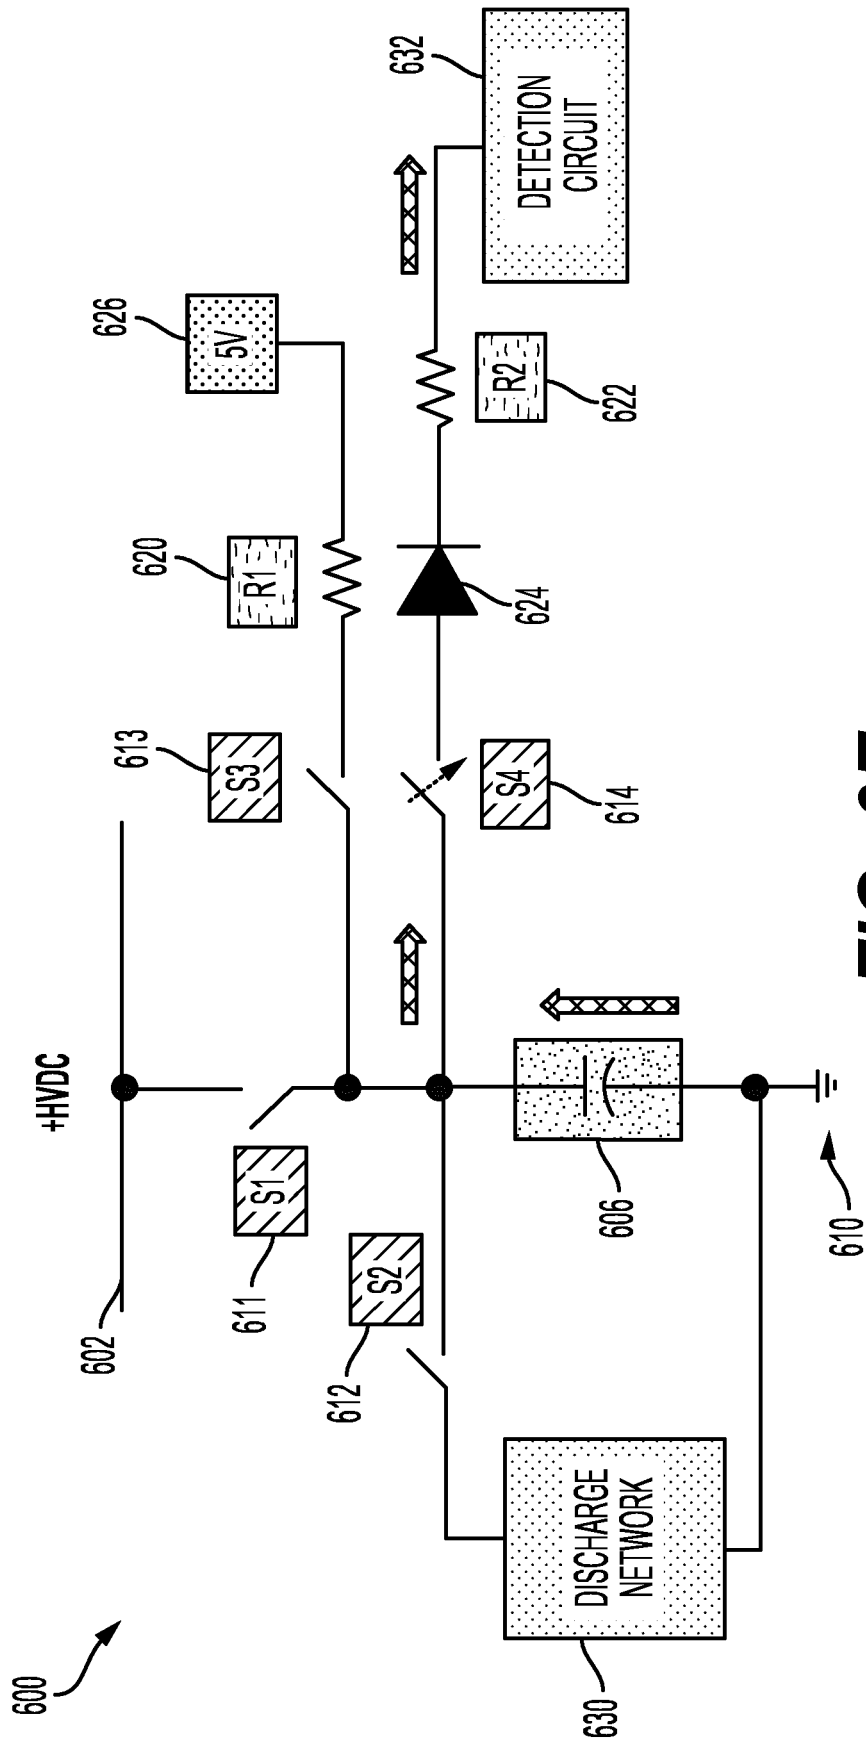 600
+HVDC
602
S1
611
S2
612
S3
613
R1
620
5V
626
632
DETECTION
CIRCUIT
R2
622
624
S4
614
606
610
DISCHARGE
NETWORK
630